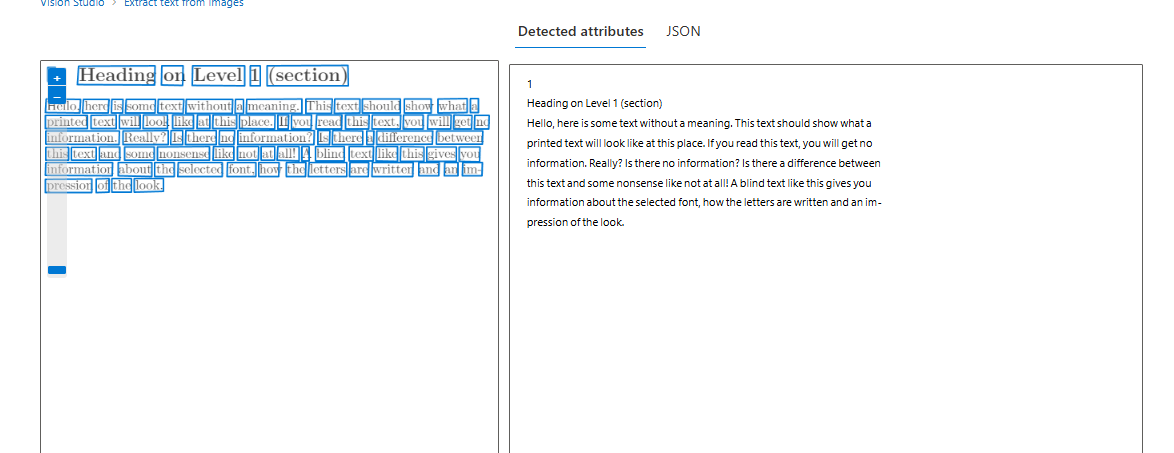 Vision Studio > Extract text from images
Detected attributes JSON
+
−
Heading on Level 1 (section)
Hello, here is some text without a meaning. This text should show what a
printed text will look like at this place. If you read this text, you will get no
information. Really? Is there no information? Is there a difference between
this text and some nonsense like not at all! A blind text like this gives you
information about the selected font, how the letters are written and an im-
pression of the look.
1
Heading on Level 1 (section)
Hello, here is some text without a meaning. This text should show what a
printed text will look like at this place. If you read this text, you will get no
information. Really? Is there no information? Is there a difference between
this text and some nonsense like not at all! A blind text like this gives you
information about the selected font, how the letters are written and an im-
pression of the look.